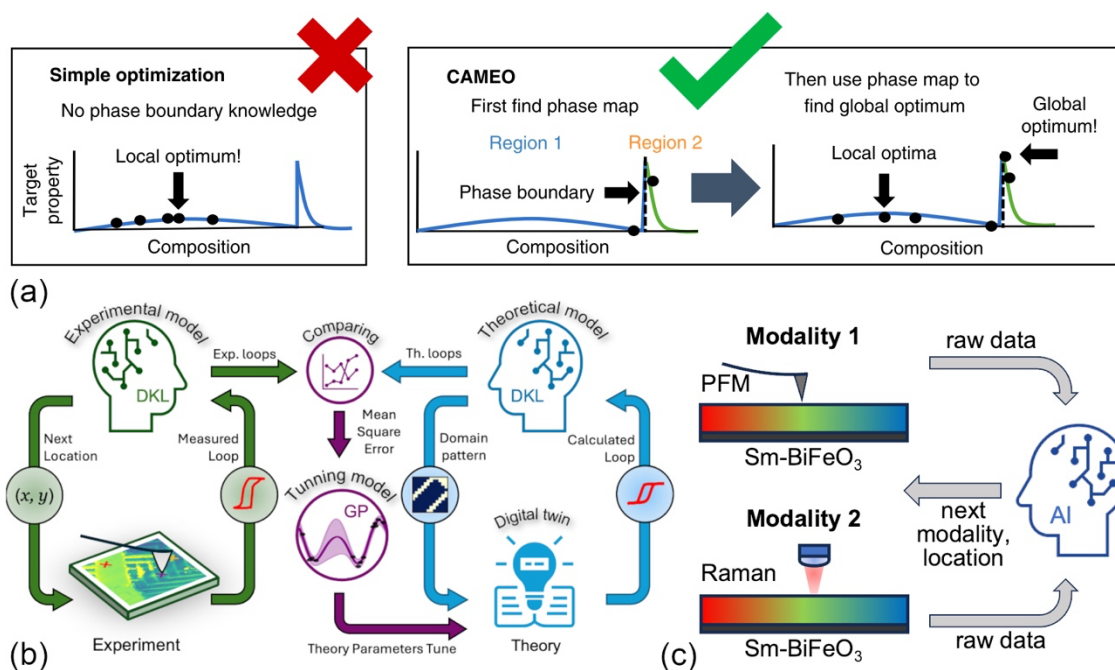 Simple optimization
No phase boundary knowledge
Local optimum!
Target
property
Composition
CAMEO
First find phase map
Region 1
Region 2
Phase boundary
Composition
Then use phase map to
find global optimum
Global
optimum!
Local optima
Composition
(a)
Experimental model
DKL
Exp. loops
Comparing
Th. loops
Theoretical model
DKL
Next
Location
Measured
Loop
Mean
Square
Error
Domain
pattern
Calculated
Loop
(x, y)
Tunning model
GP
Digital twin
Experiment
Theory Parameters Tune
Theory
(b)
Modality 1
raw data
PFM
Sm-BiFeO₃
AI
next
modality,
location
Modality 2
Raman
Sm-BiFeO₃
raw data
(c)